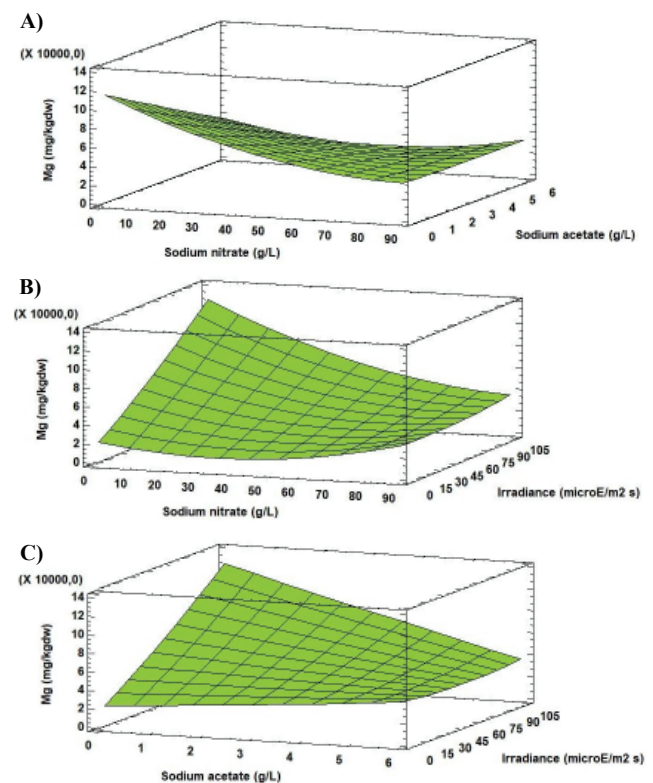 A)
(X 10000,0)
14
12
10
8
6
4
2
0
Mg (mg/kgdw)
0 10 20 30 40 50 60 70 80 90
Sodium nitrate (g/L)
0 1 2 3 4 5 6
Sodium acetate (g/L)
B)
(X 10000,0)
14
12
10
8
6
4
2
0
Mg (mg/kgdw)
0 10 20 30 40 50 60 70 80 90
Sodium nitrate (g/L)
0 15 30 45 60 75 90 105
Irradiance (microE/m2 s)
C)
(X 10000,0)
14
12
10
8
6
4
2
0
Mg (mg/kgdw)
0 1 2 3 4 5 6
Sodium acetate (g/L)
0 15 30 45 60 75 90 105
Irradiance (microE/m2 s)